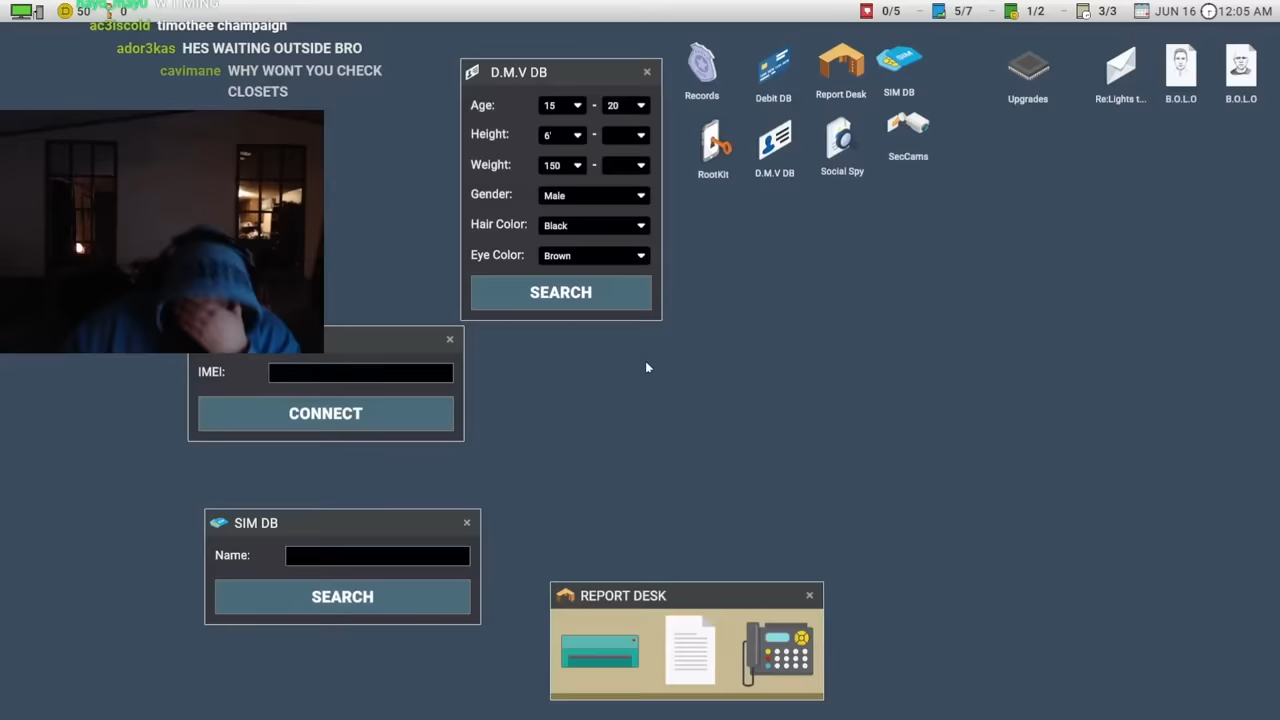 50
0
0/5
5/7
1/2
3/3
JUN 16
12:05 AM
W TIMING
ac3iscold timothee champaign
ador3kas HES WAITING OUTSIDE BRO
cavimane WHY WONT YOU CHECK
CLOSETS
D.M.V DB
Age: 15 - 20
Height: 6' -
Weight: 150 -
Gender: Male
Hair Color: Black
Eye Color: Brown
SEARCH
Records
Debit DB
Report Desk
SIM DB
RootKit
D.M.V DB
Social Spy
SecCams
Upgrades
Re:Lights t...
B.O.L.O
B.O.L.O
IMEI:
CONNECT
SIM DB
Name:
SEARCH
REPORT DESK